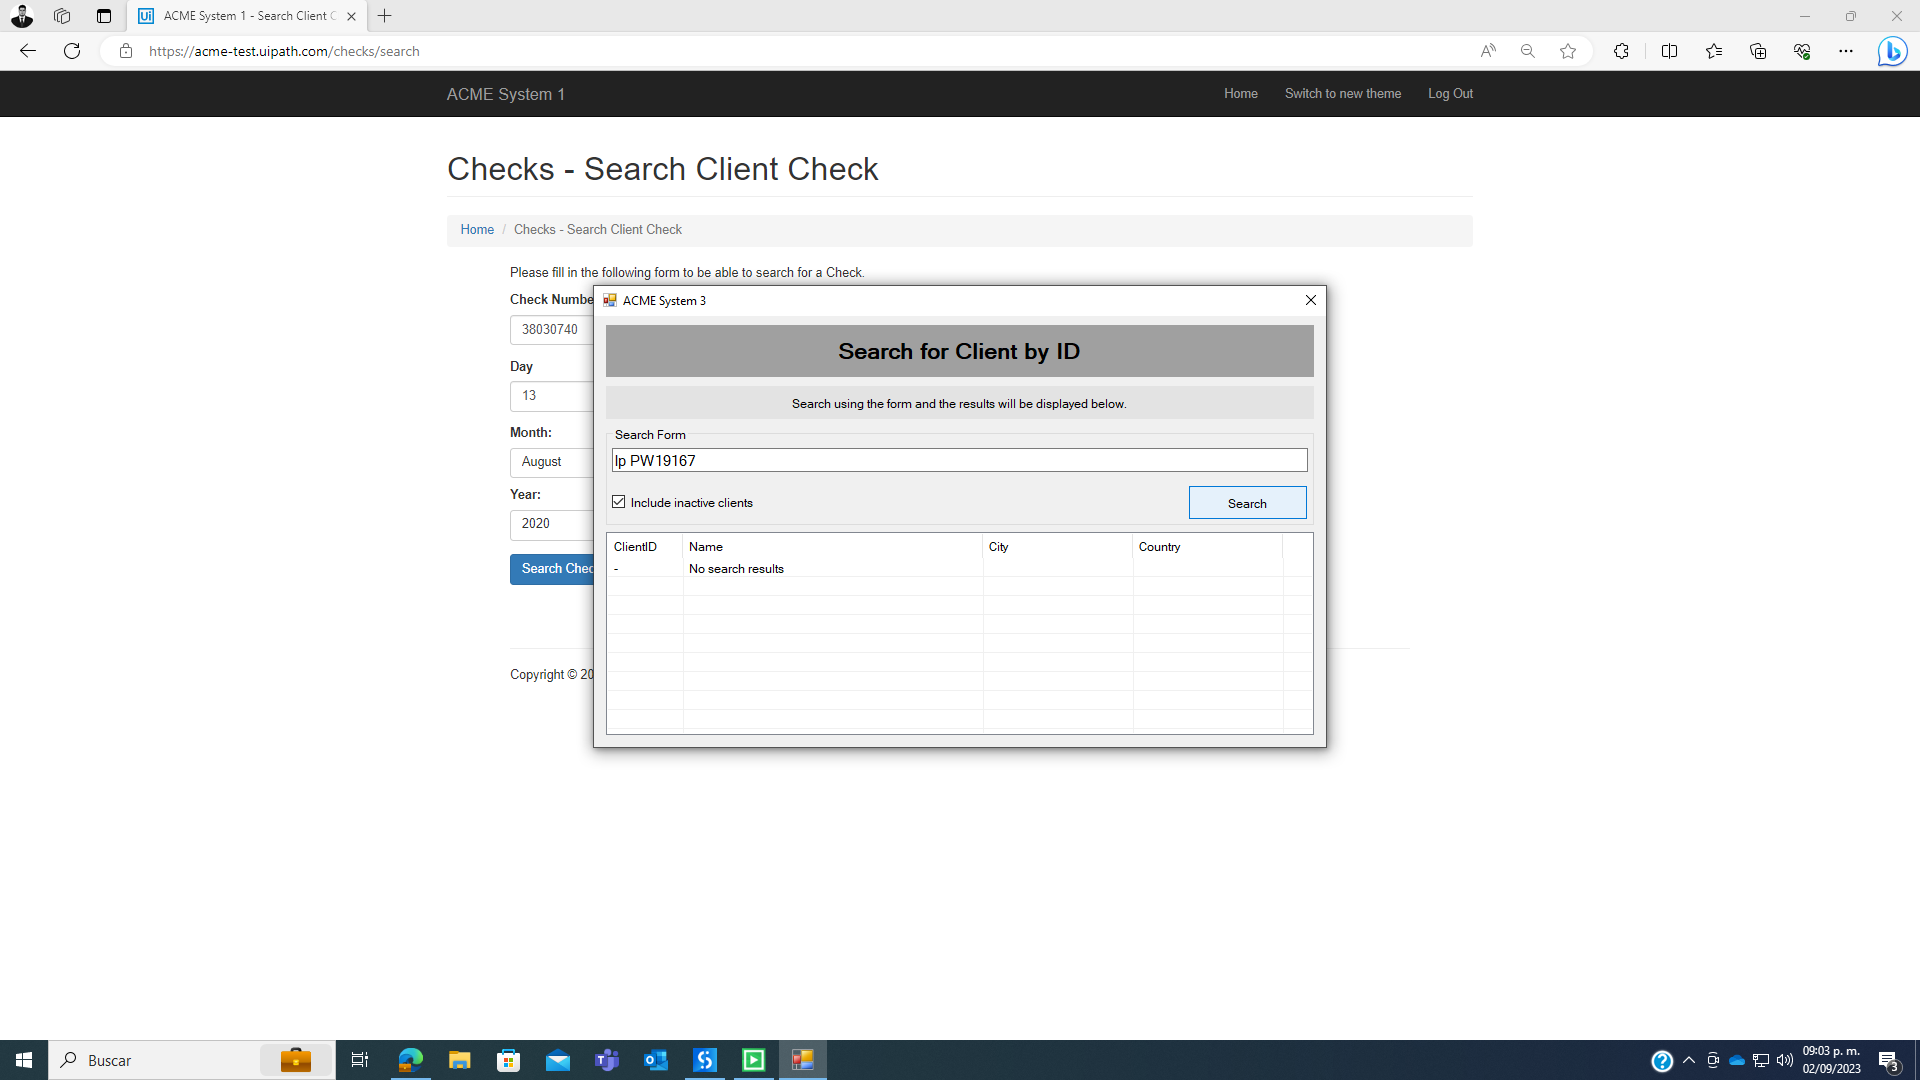 ACME System 1 - Search Client C
https://acme-test.uipath.com/checks/search
ACME System 1
Home
Switch to new theme
Log Out
Checks - Search Client Check
Home / Checks - Search Client Check
Please fill in the following form to be able to search for a Check.
Check Numbe
38030740
Day
13
Month:
August
Year:
2020
Search Chec
Copyright © 20
ACME System 3
Search for Client by ID
Search using the form and the results will be displayed below.
Search Form
lp PW19167
Include inactive clients
Search
ClientID Name City Country
- No search results
Buscar
09:03 p. m.
02/09/2023
3